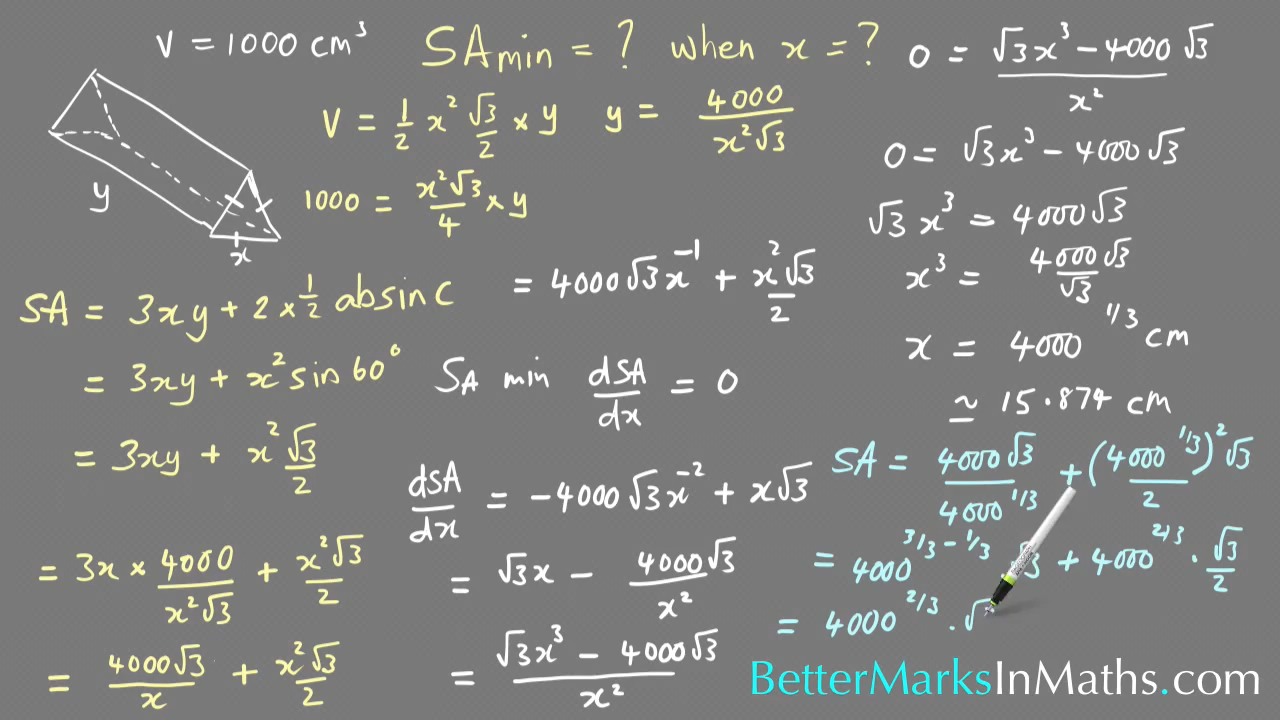 V = 1000 cm³
SAmin = ? when x = ?
V = 1/2 x² √3/2 × y
y = 4000/(x²√3)
1000 = x²√3/4 × y
y
x
SA = 3xy + 2 × 1/2 absinC
= 3xy + x² sin 60°
= 3xy + x² √3/2
= 3x × 4000/(x²√3) + x²√3/2
= 4000√3/x + x²√3/2
= 4000√3x⁻¹ + x²√3/2
SA min dSA/dx = 0
dSA/dx = -4000√3x⁻² + x√3
= √3x - 4000√3/x²
= (√3x³ - 4000√3)/x²
0 = (√3x³ - 4000√3)/x²
0 = √3x³ - 4000√3
√3 x³ = 4000√3
x³ = 4000√3/√3
x = 4000^(1/3) cm
≃ 15.874 cm
SA = 4000√3/4000^(1/3) + (4000^(1/3))²√3/2
= 4000^(3/3 - 1/3) √3 + 4000^(2/3) · √3/2
= 4000^(2/3) · √
BetterMarksInMaths.com